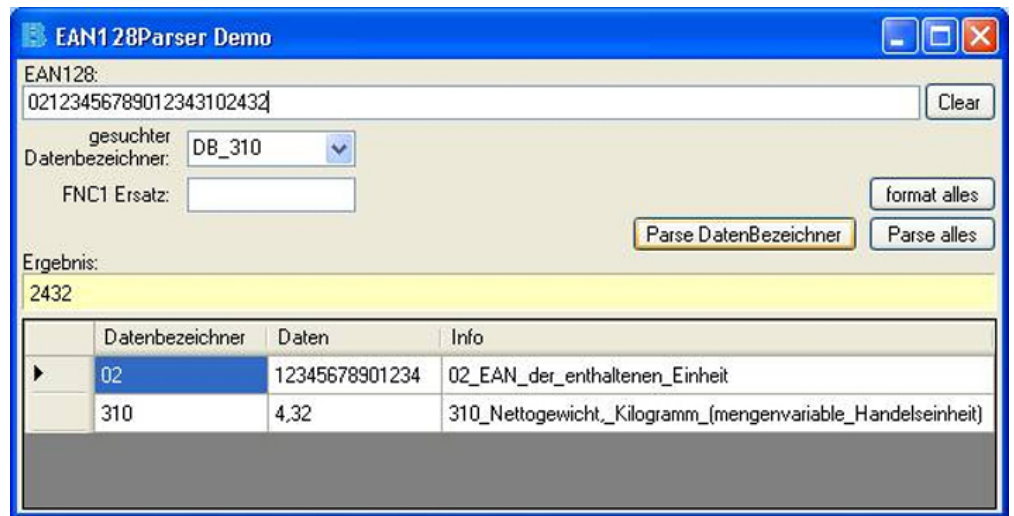 EAN128Parser Demo
EAN128:
02123456789012343102432
Clear
gesuchter
Datenbezeichner:
DB_310
FNC1 Ersatz:
format alles
Parse DatenBezeichner
Parse alles
Ergebnis:
2432
Datenbezeichner Daten Info
02 12345678901234 02_EAN_der_enthaltenen_Einheit
310 4,32 310_Nettogewicht,_Kilogramm_(mengenvariable_Handelseinheit)